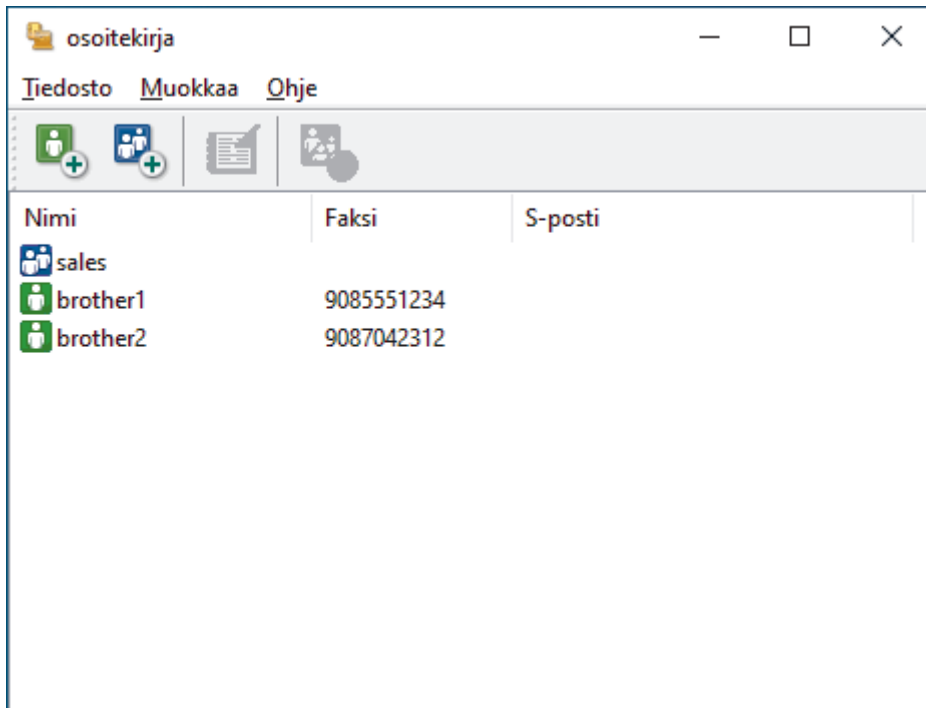 osoitekirja
Tiedosto Muokkaa Ohje
Nimi Faksi S-posti
sales
brother1 9085551234
brother2 9087042312